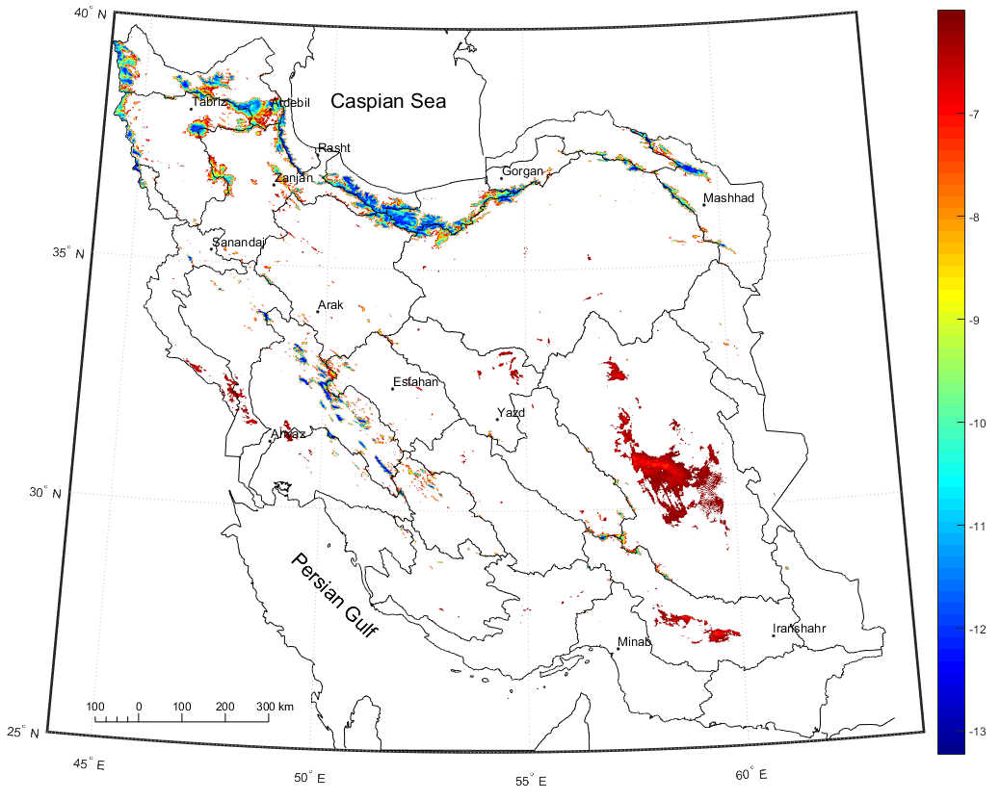 40° N
Caspian Sea
Tabriz
Ardebil
Rasht
Zanjan
Gorgan
Mashhad
35° N
Sanandaj
Arak
Esfahan
Yazd
Ahvaz
30° N
Persian Gulf
Minab
Iranshahr
100 0 100 200 300 km
25° N
45° E
50° E
55° E
60° E
-7
-8
-9
-10
-11
-12
-13